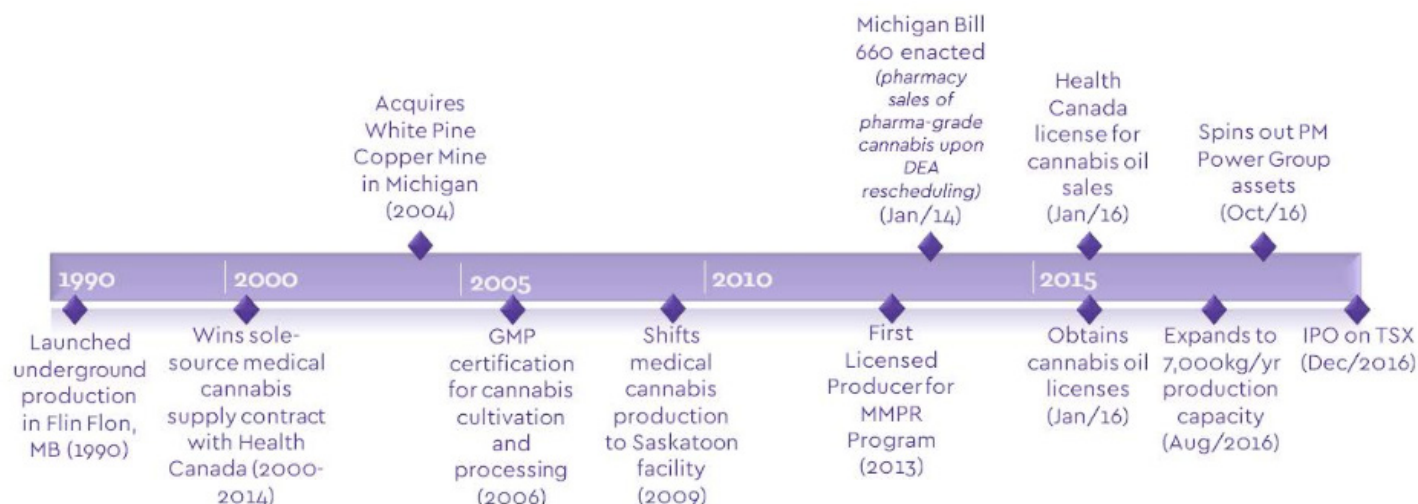 Acquires
White Pine
Copper Mine
in Michigan
(2004)
Michigan Bill
660 enacted
(pharmacy
sales of
pharma-grade
cannabis upon
DEA
rescheduling)
(Jan/14)
Health
Canada
license for
cannabis oil
sales
(Jan/16)
Spins out PM
Power Group
assets
(Oct/16)
1990
2000
2005
2010
2015
Launched
underground
production
in Flin Flon,
MB (1990)
Wins sole-
source medical
cannabis
supply contract
with Health
Canada (2000-
2014)
GMP
certification
for cannabis
cultivation
and
processing
(2006)
Shifts
medical
cannabis
production
to Saskatoon
facility
(2009)
First
Licensed
Producer for
MMPR
Program
(2013)
Obtains
cannabis oil
licenses
(Jan/16)
Expands to
7,000kg/yr
production
capacity
(Aug/2016)
IPO on TSX
(Dec/2016)